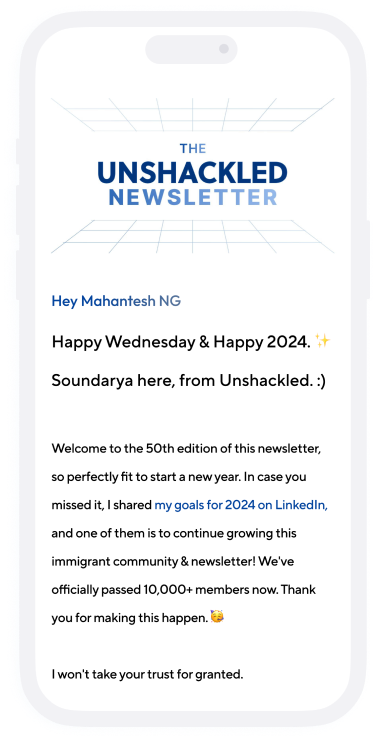 THE
UNSHACKLED
NEWSLETTER
Hey Mahantesh NG
Happy Wednesday & Happy 2024. ✨
Soundarya here, from Unshackled. :)
Welcome to the 50th edition of this newsletter,
so perfectly fit to start a new year. In case you
missed it, I shared my goals for 2024 on LinkedIn,
and one of them is to continue growing this
immigrant community & newsletter! We've
officially passed 10,000+ members now. Thank
you for making this happen. 🥳
I won't take your trust for granted.